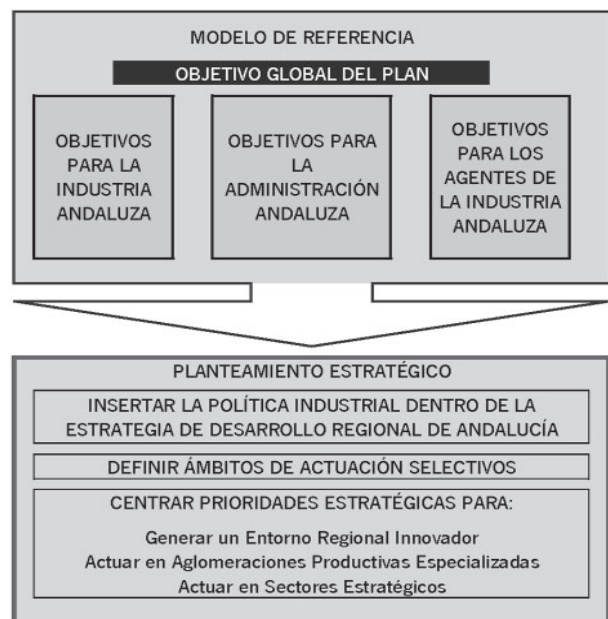 MODELO DE REFERENCIA
OBJETIVO GLOBAL DEL PLAN
OBJETIVOS
PARA LA
INDUSTRIA
ANDALUZA
OBJETIVOS PARA
LA
ADMINISTRACIÓN
ANDALUZA
OBJETIVOS
PARA LOS
AGENTES DE
LA INDUSTRIA
ANDALUZA
PLANTEAMIENTO ESTRATÉGICO
INSERTAR LA POLÍTICA INDUSTRIAL DENTRO DE LA
ESTRATEGIA DE DESARROLLO REGIONAL DE ANDALUCÍA
DEFINIR ÁMBITOS DE ACTUACIÓN SELECTIVOS
CENTRAR PRIORIDADES ESTRATÉGICAS PARA:
Generar un Entorno Regional Innovador
Actuar en Aglomeraciones Productivas Especializadas
Actuar en Sectores Estratégicos